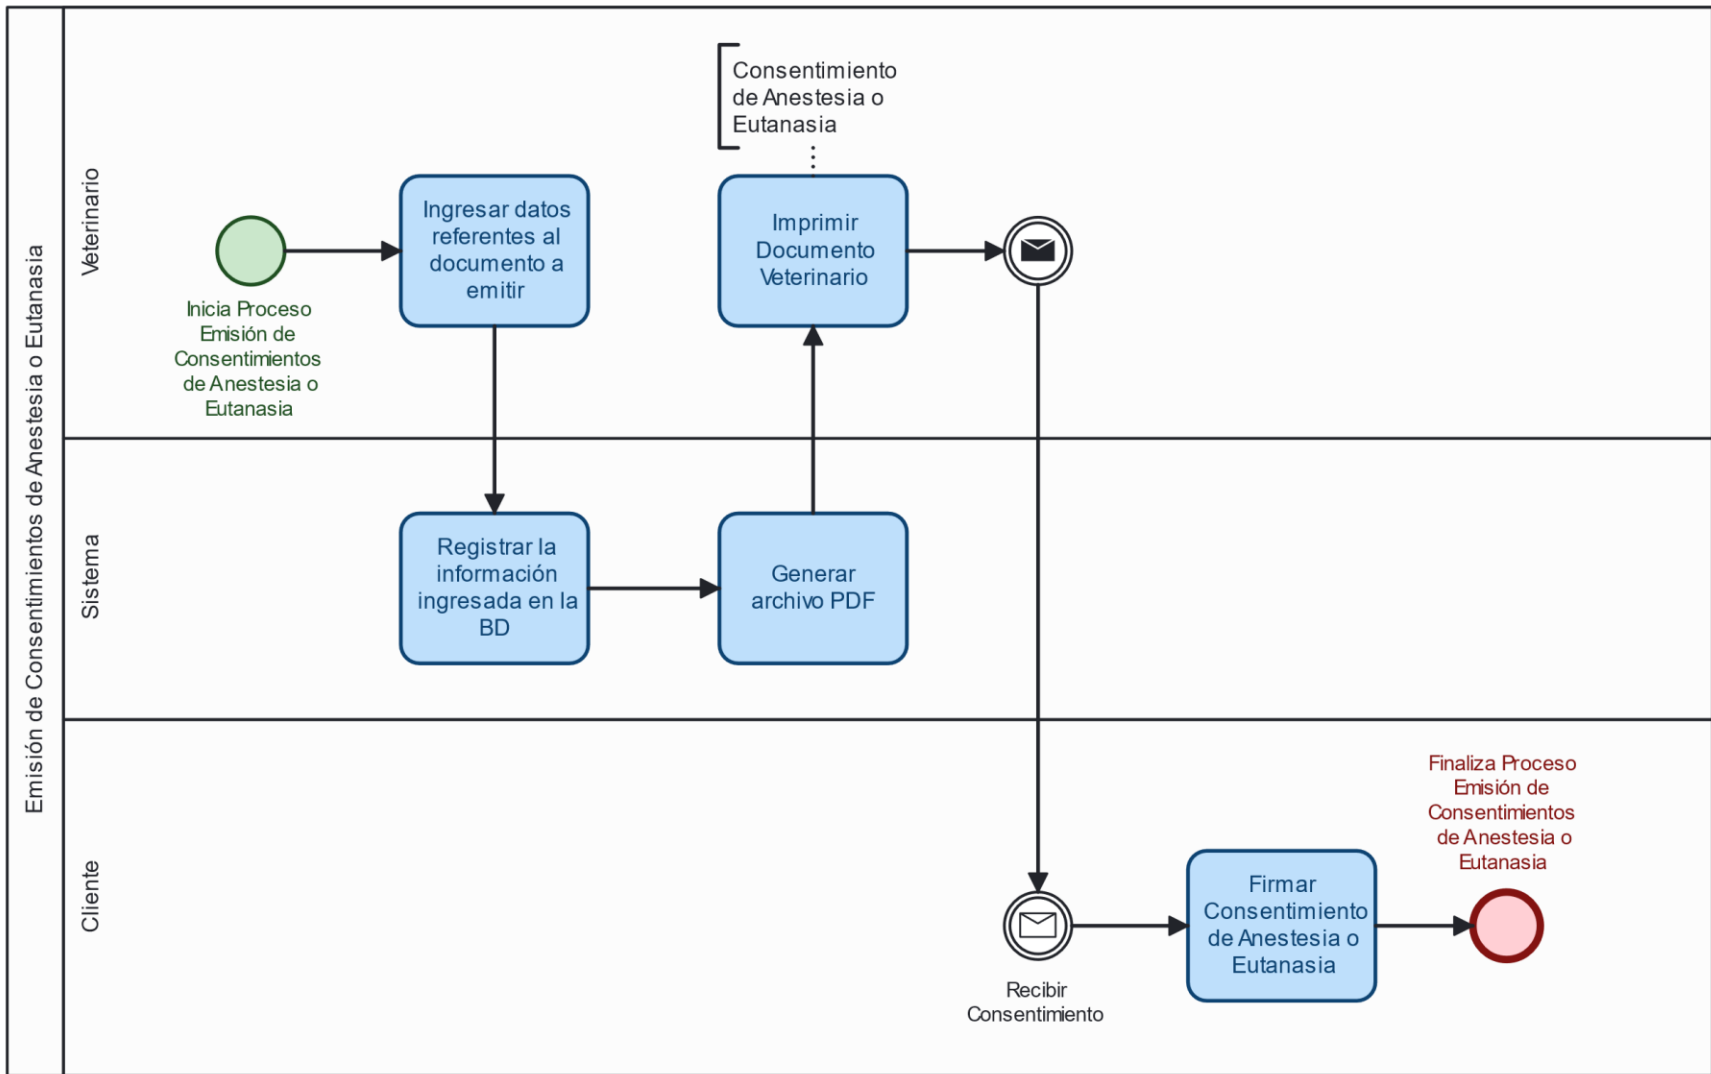 Emisión de Consentimientos de Anestesia o Eutanasia
Veterinario
Inicia Proceso
Emisión de
Consentimientos
de Anestesia o
Eutanasia
Ingresar datos
referentes al
documento a
emitir
Consentimiento
de Anestesia o
Eutanasia
Imprimir
Documento
Veterinario
Sistema
Registrar la
información
ingresada en la
BD
Generar
archivo PDF
Cliente
Recibir
Consentimiento
Firmar
Consentimiento
de Anestesia o
Eutanasia
Finaliza Proceso
Emisión de
Consentimientos
de Anestesia o
Eutanasia